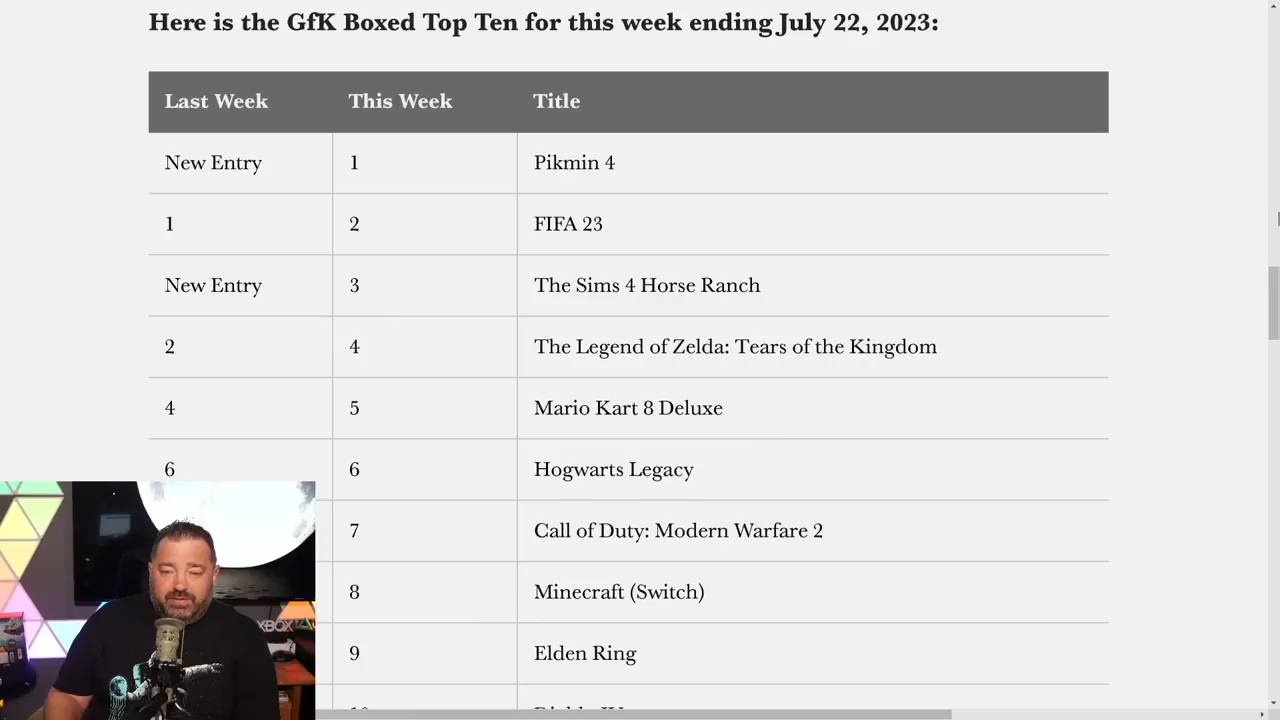 Here is the GfK Boxed Top Ten for this week ending July 22, 2023:
Last Week This Week Title
New Entry 1 Pikmin 4
1 2 FIFA 23
New Entry 3 The Sims 4 Horse Ranch
2 4 The Legend of Zelda: Tears of the Kingdom
4 5 Mario Kart 8 Deluxe
6 6 Hogwarts Legacy
7 Call of Duty: Modern Warfare 2
8 Minecraft (Switch)
9 Elden Ring
XBOX